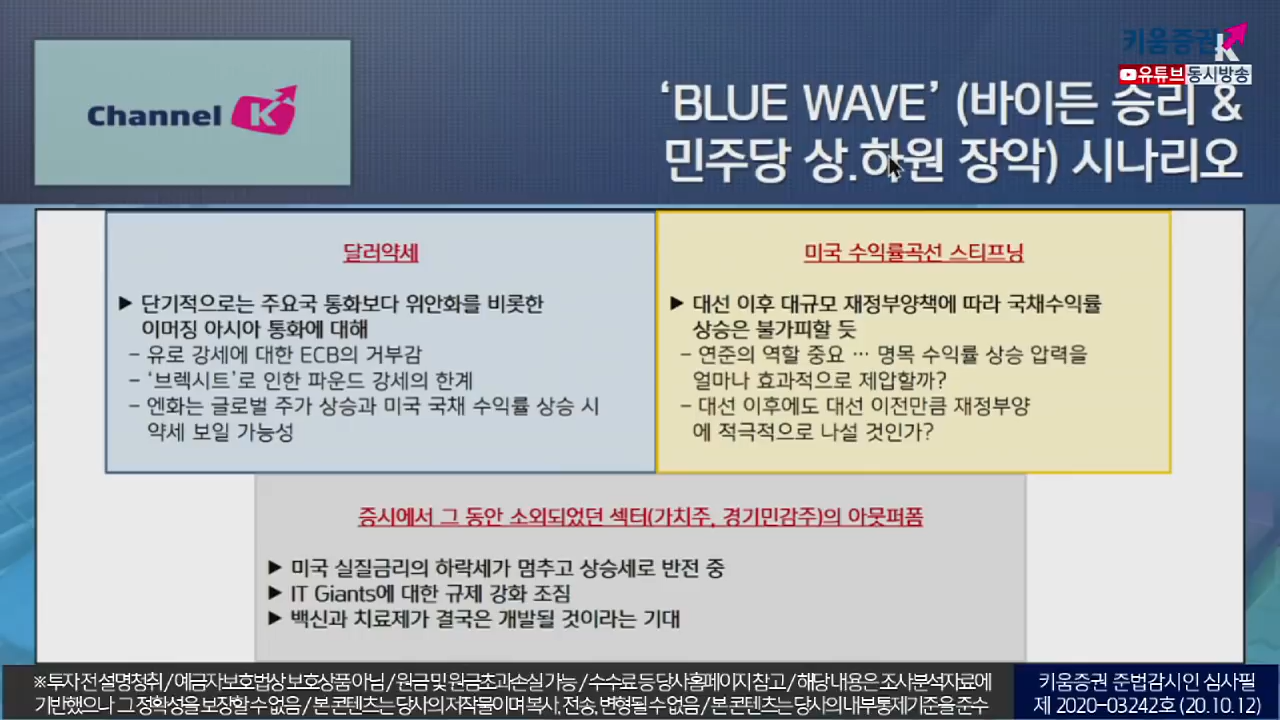 Channel K
키움증권
유튜브 동시방송
‘BLUE WAVE’ (바이든 승리 &
민주당 상.하원 장악) 시나리오
달러약세
▶ 단기적으로는 주요국 통화보다 위안화를 비롯한
이머징 아시아 통화에 대해
– 유로 강세에 대한 ECB의 거부감
– ‘브렉시트’로 인한 파운드 강세의 한계
– 엔화는 글로벌 주가 상승과 미국 국채 수익률 상승 시
약세 보일 가능성
미국 수익률곡선 스티프닝
▶ 대선 이후 대규모 재정부양책에 따라 국채수익률
상승은 불가피할 듯
– 연준의 역할 중요 … 명목 수익률 상승 압력을
얼마나 효과적으로 제압할까?
– 대선 이후에도 대선 이전만큼 재정부양
에 적극적으로 나설 것인가?
증시에서 그 동안 소외되었던 섹터(가치주, 경기민감주)의 아웃퍼폼
▶ 미국 실질금리의 하락세가 멈추고 상승세로 반전 중
▶ IT Giants에 대한 규제 강화 조짐
▶ 백신과 치료제가 결국은 개발될 것이라는 기대
※ 투자 전 설명청취 / 예금자보호법상 보호상품 아님 / 원금 및 원금초과손실 가능 / 수수료 등 당사 홈페이지 참고 / 해당 내용은 조사분석자료에
기반했으나 그 정확성을 보장할 수 없음 / 본 콘텐츠는 당사의 저작물이며 복사, 전송, 변형될 수 없음 / 본 콘텐츠는 당사의 내부통제기준을 준수
키움증권 준법감시인 심사필
제 2020-03242호 (20.10.12)